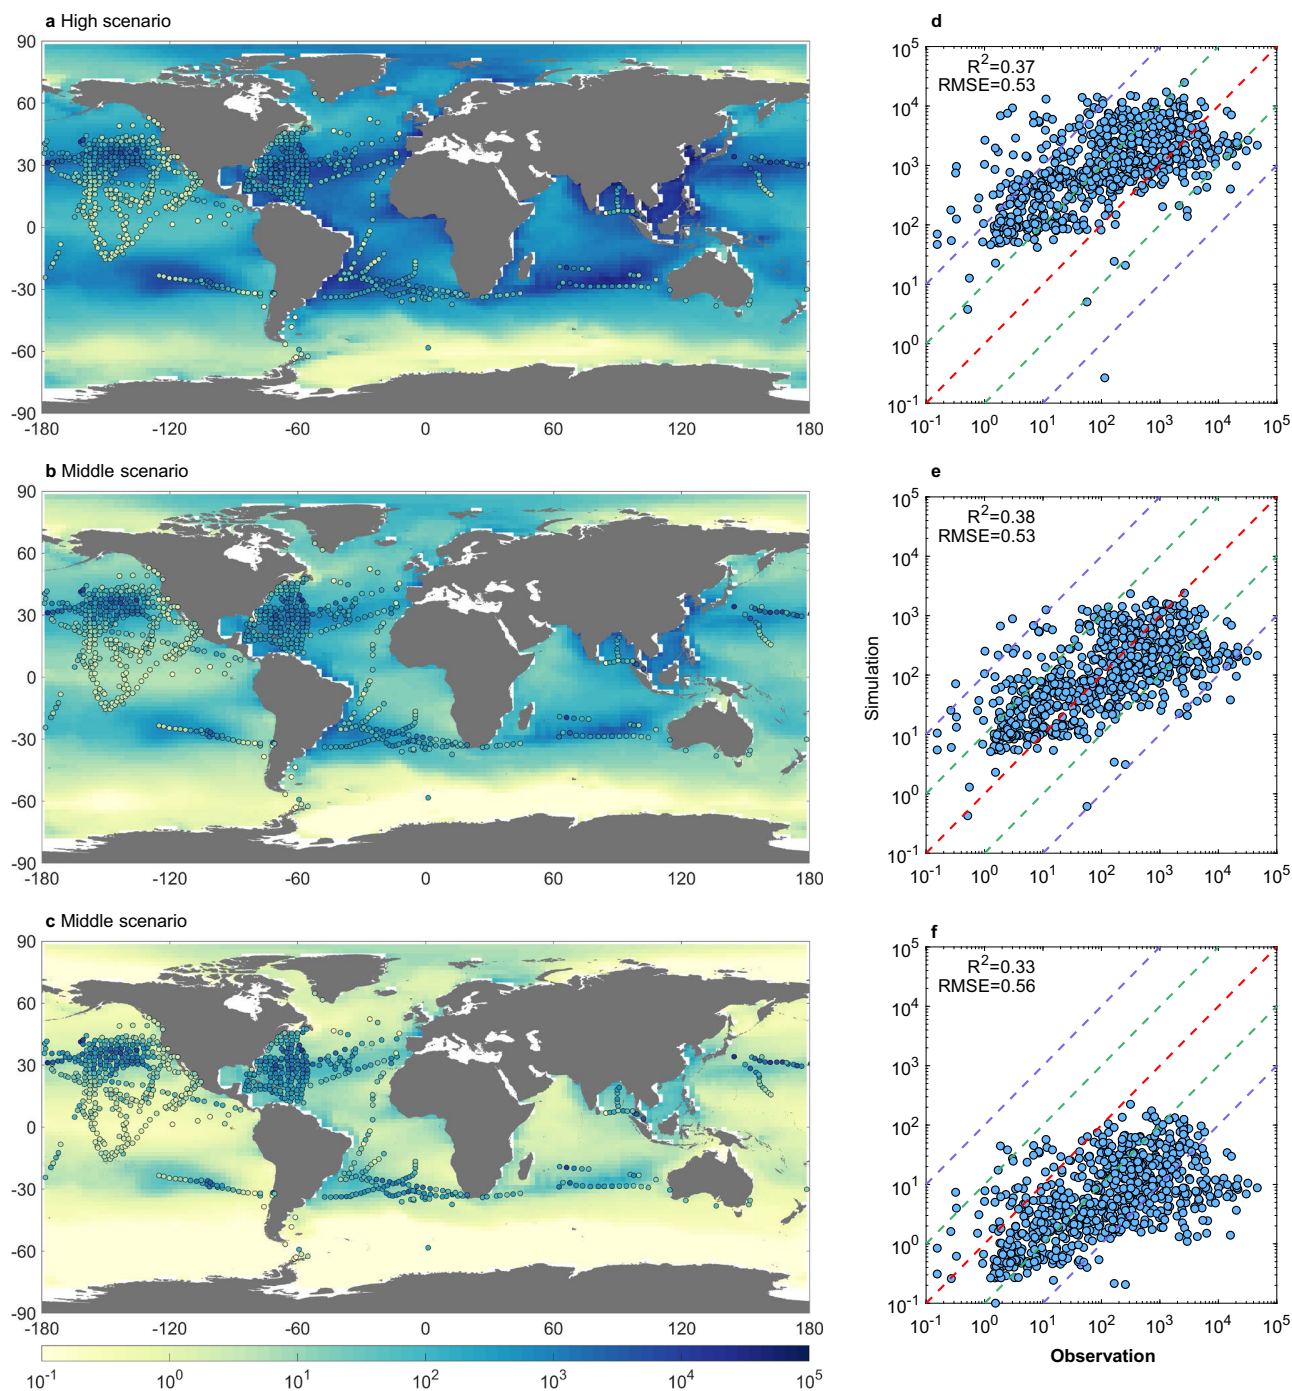 a High scenario
90
60
30
0
-30
-60
-90
-180 -120 -60 0 60 120 180
d
R²=0.37
RMSE=0.53
10⁵
10⁴
10³
10²
10¹
10⁰
10⁻¹
10⁻¹ 10⁰ 10¹ 10² 10³ 10⁴ 10⁵
b Middle scenario
90
60
30
0
-30
-60
-90
-180 -120 -60 0 60 120 180
e
R²=0.38
RMSE=0.53
Simulation
10⁵
10⁴
10³
10²
10¹
10⁰
10⁻¹
10⁻¹ 10⁰ 10¹ 10² 10³ 10⁴ 10⁵
c Middle scenario
90
60
30
0
-30
-60
-90
-180 -120 -60 0 60 120 180
10⁻¹ 10⁰ 10¹ 10² 10³ 10⁴ 10⁵
f
R²=0.33
RMSE=0.56
10⁵
10⁴
10³
10²
10¹
10⁰
10⁻¹
10⁻¹ 10⁰ 10¹ 10² 10³ 10⁴ 10⁵
Observation